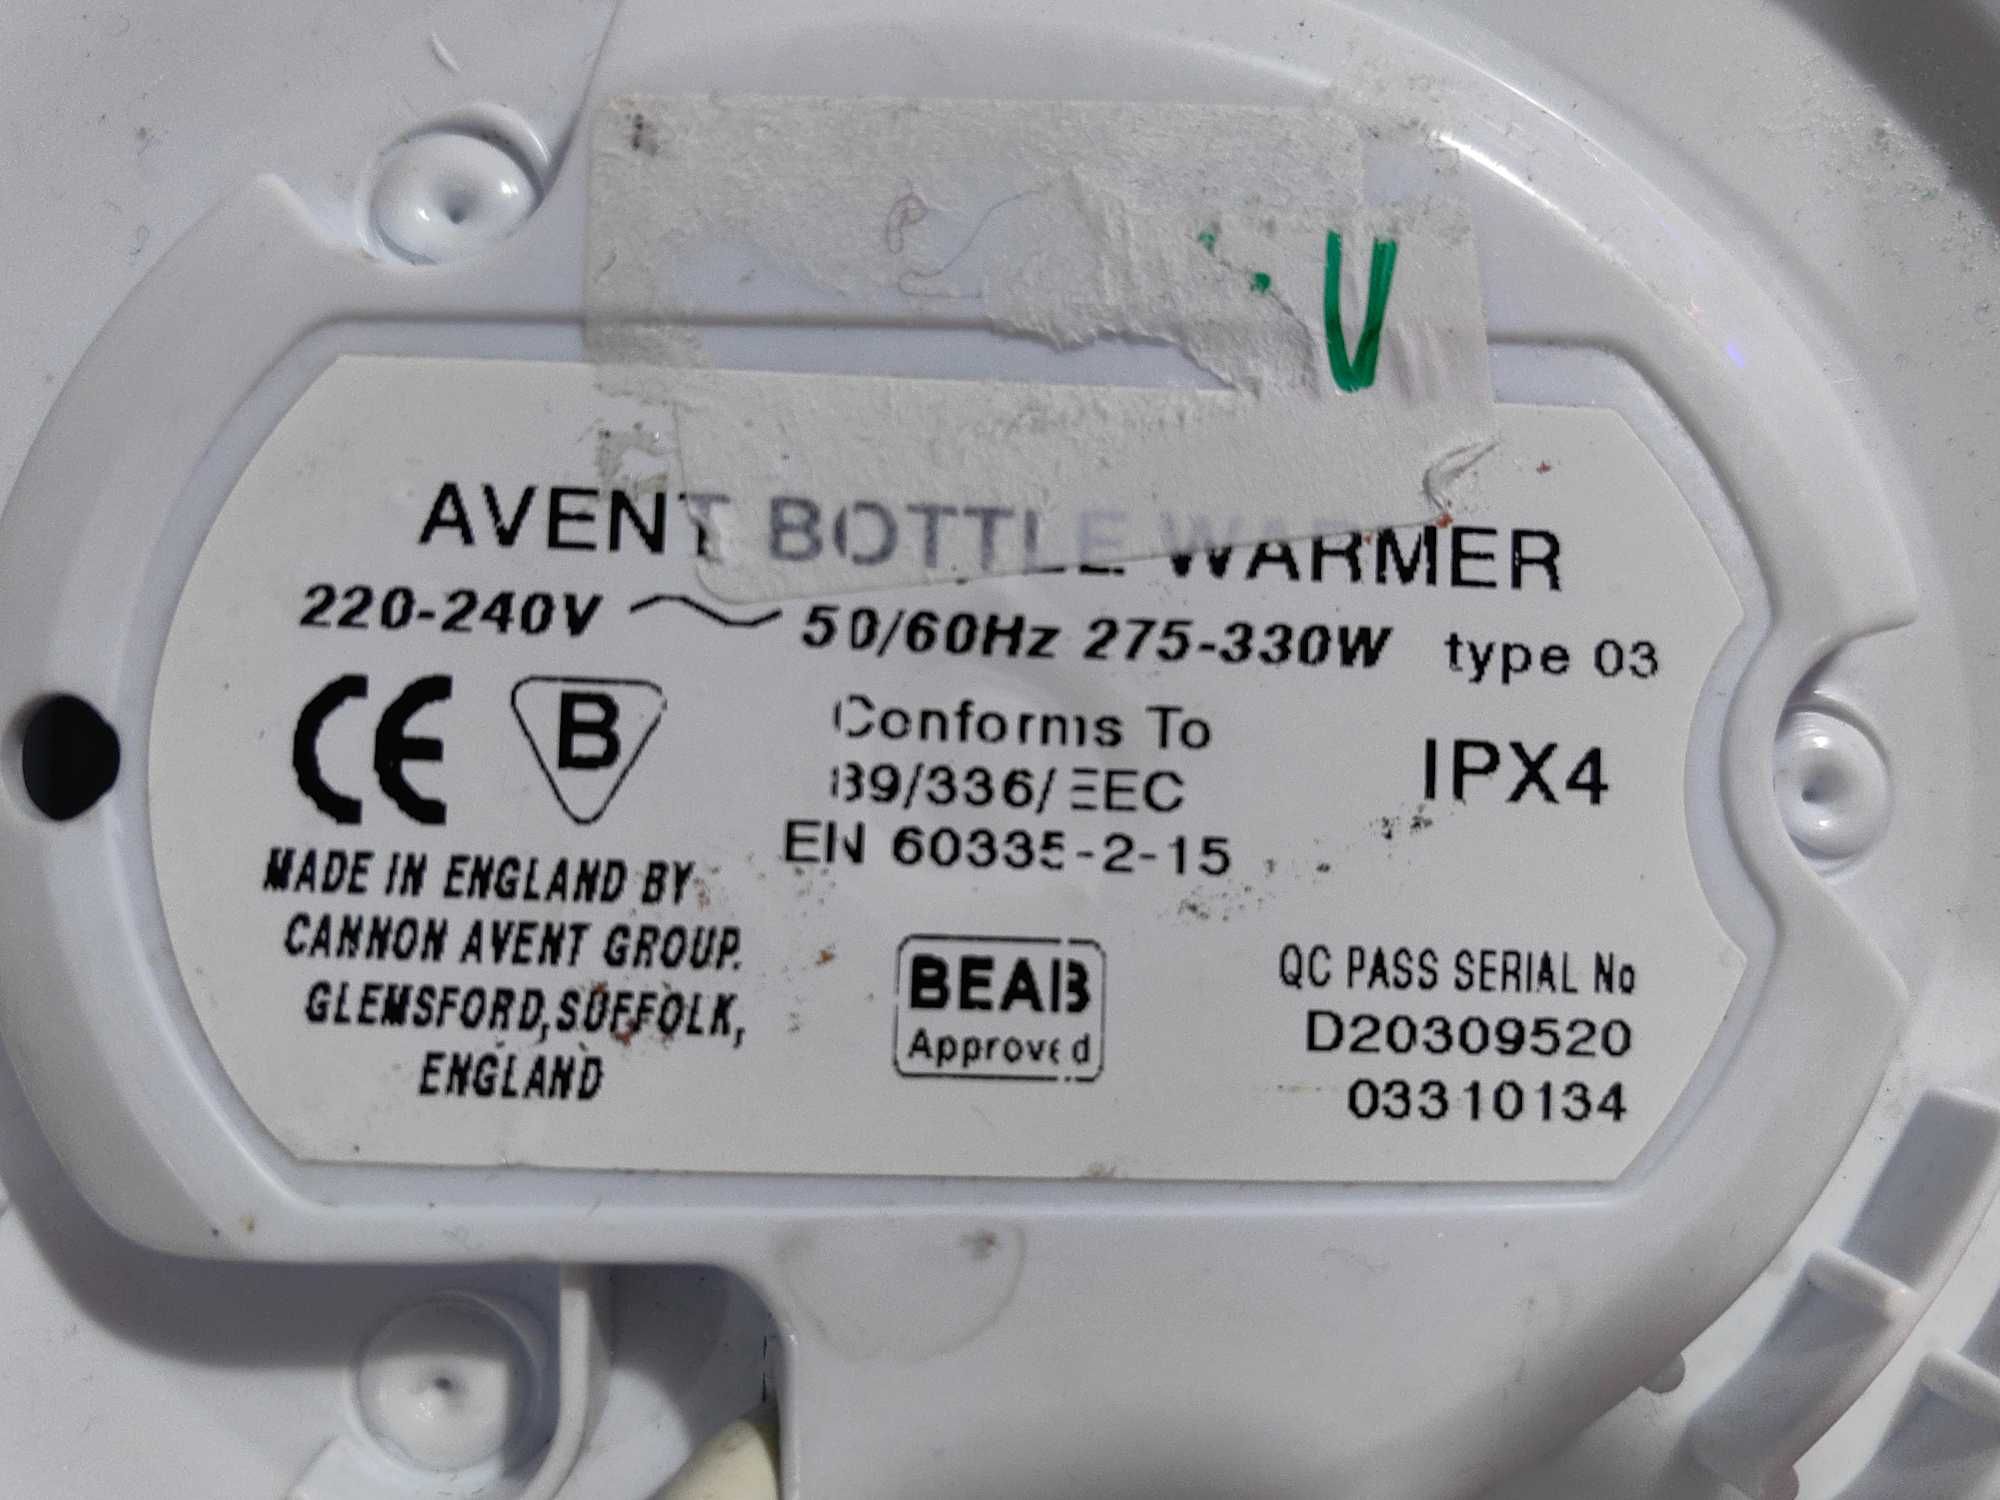 V
AVENT BOTTLE WARMER
220-240V 50/60Hz 275-330W type 03
CE B
Conforms To
89/336/EEC
EN 60335-2-15
IPX4
MADE IN ENGLAND BY
CANNON AVENT GROUP.
GLEMSFORD, SUFFOLK,
ENGLAND
BEAB
Approved
QC PASS SERIAL No
D20309520
03310134